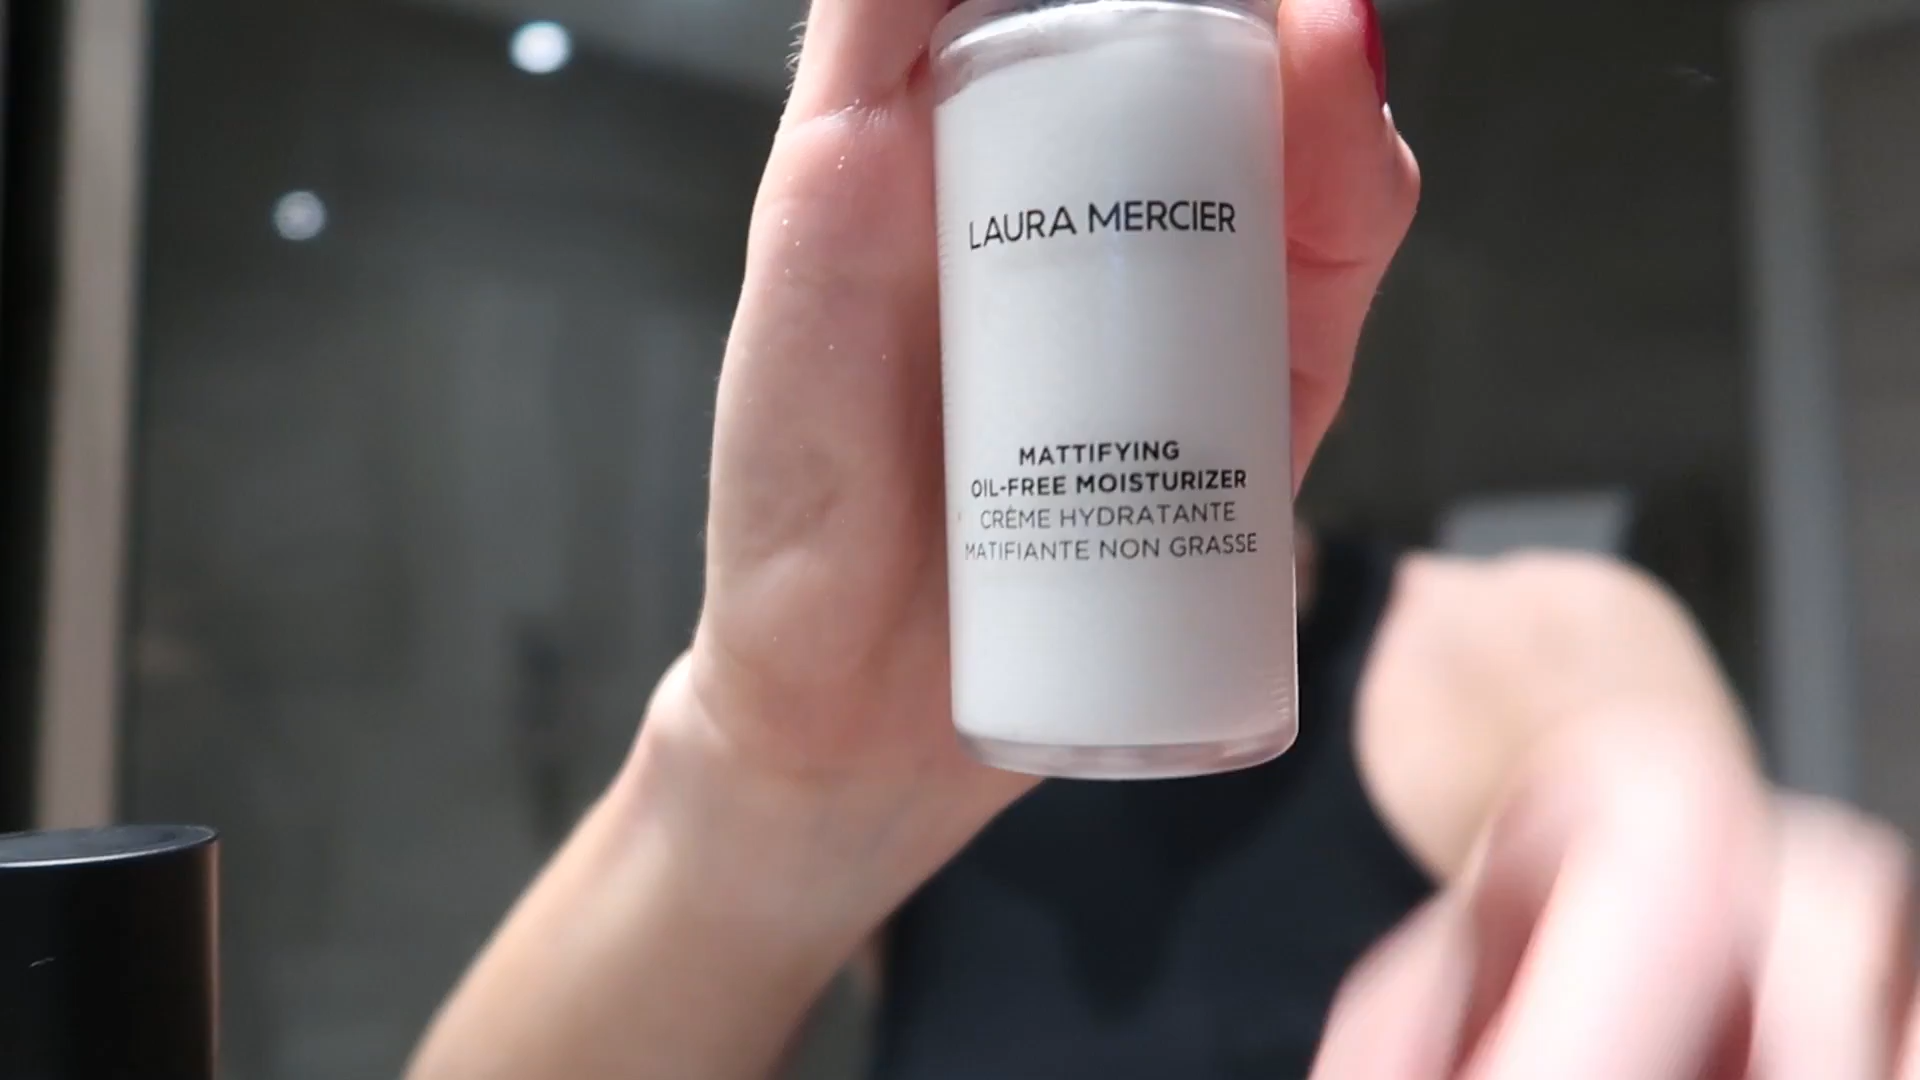 LAURA MERCIER
MATTIFYING
OIL-FREE MOISTURIZER
CRÈME HYDRATANTE
MATIFIANTE NON GRASSE